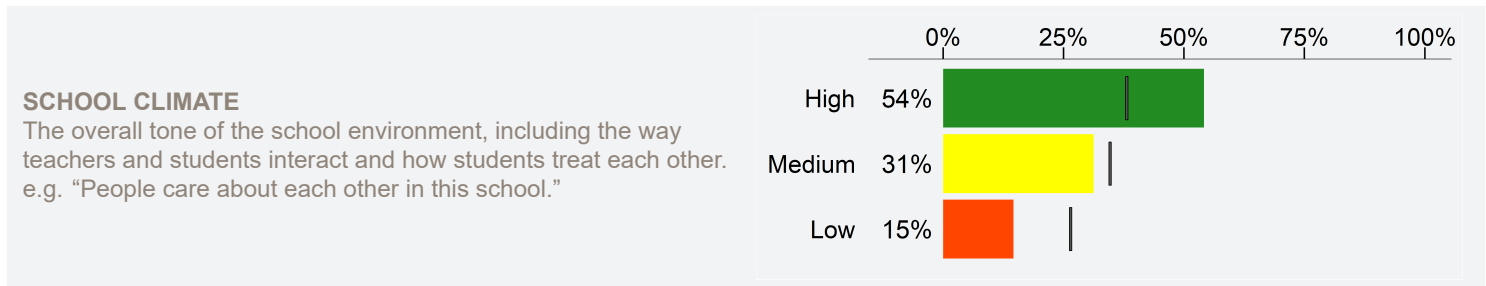 SCHOOL CLIMATE
The overall tone of the school environment, including the way
teachers and students interact and how students treat each other.
e.g. “People care about each other in this school.”
0% 25% 50% 75% 100%
High 54%
Medium 31%
Low 15%